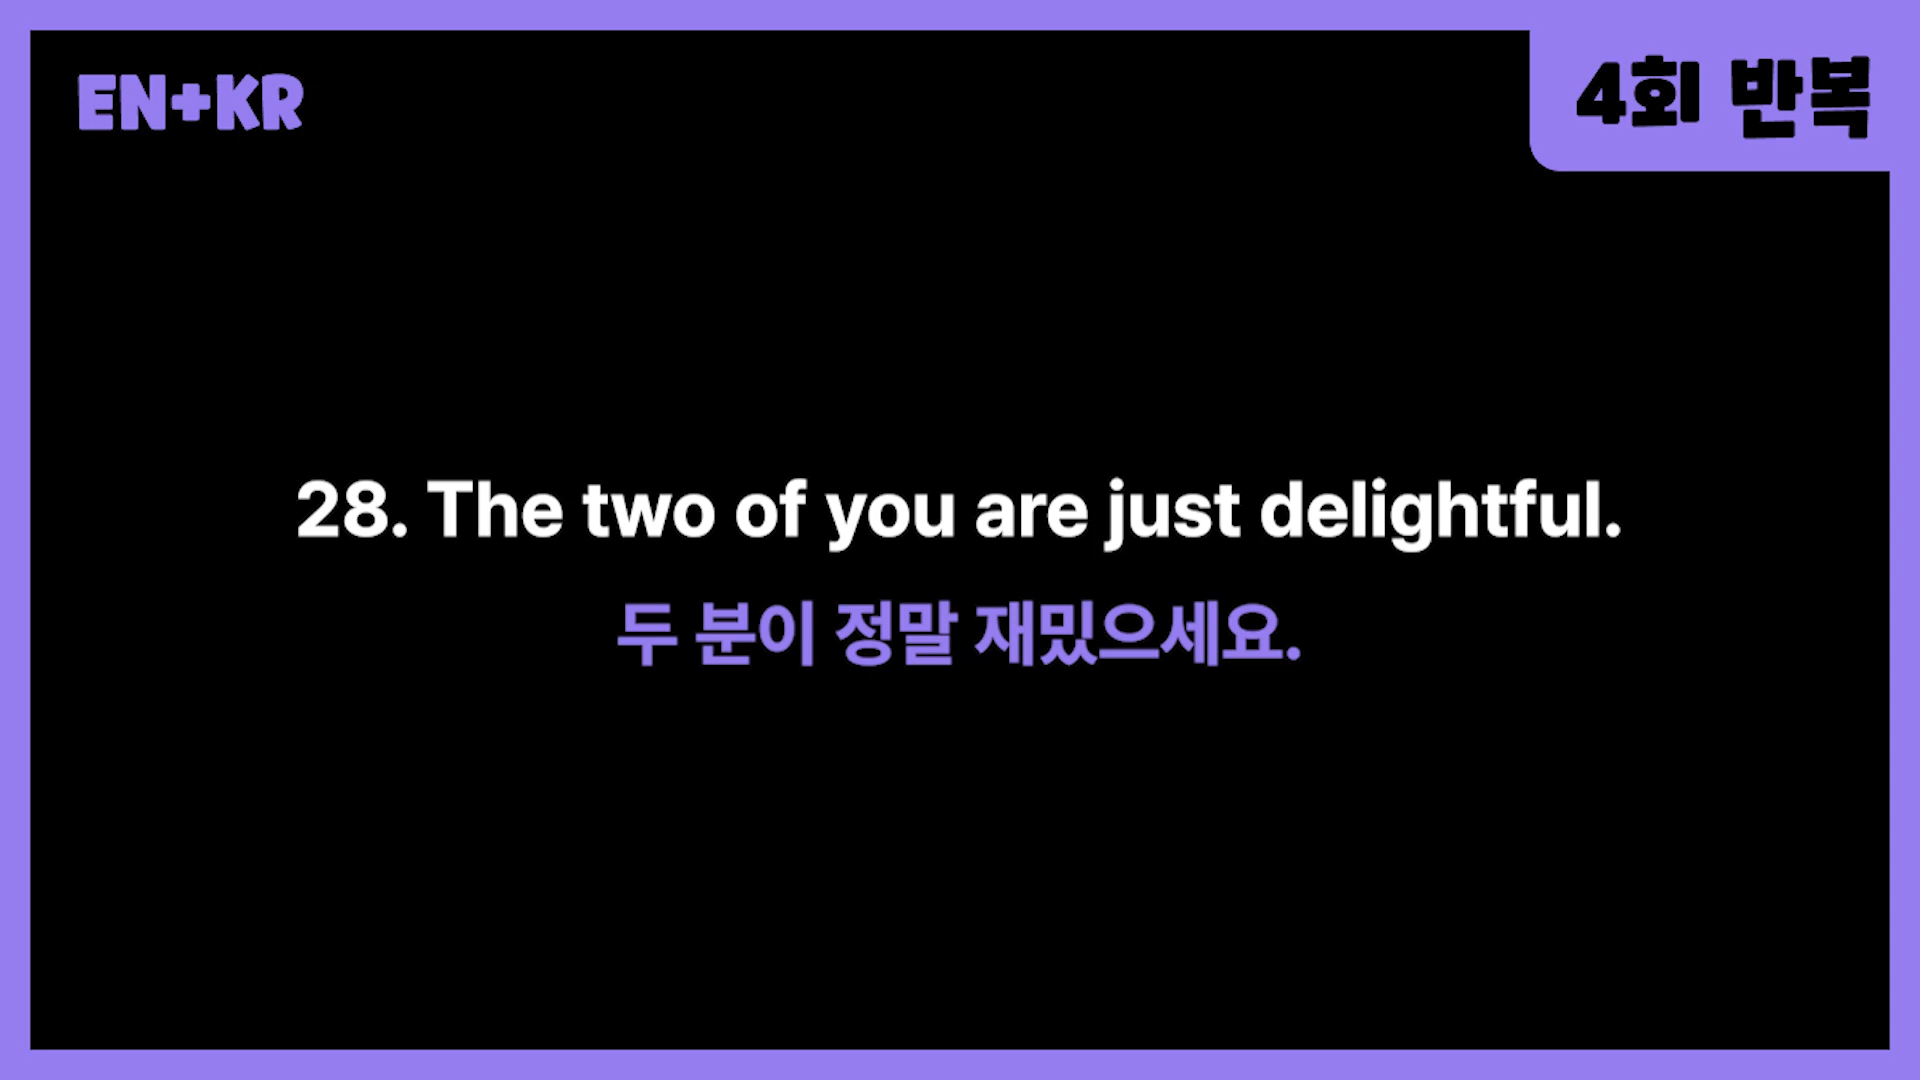 EN+KR
4회 반복
28. The two of you are just delightful.
두 분이 정말 재밌으세요.